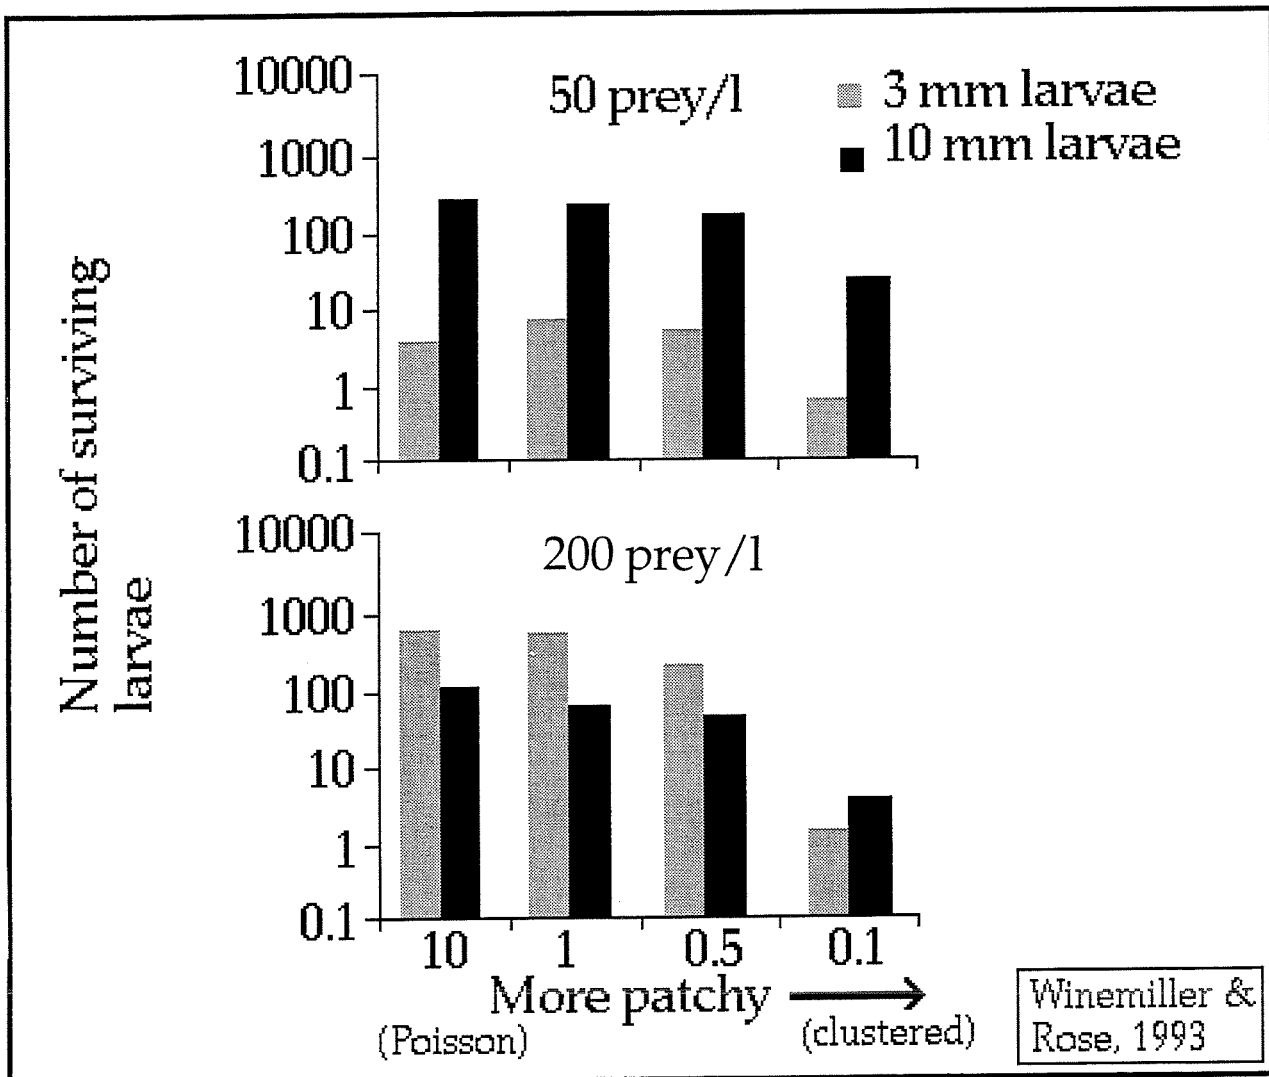 10000
50 prey/l
3 mm larvae
10 mm larvae
1000
100
10
1
0.1
Number of surviving
larvae
10000
200 prey/l
1000
100
10
1
0.1
10 1 0.5 0.1
More patchy
(Poisson) (clustered)
Winemiller &
Rose, 1993